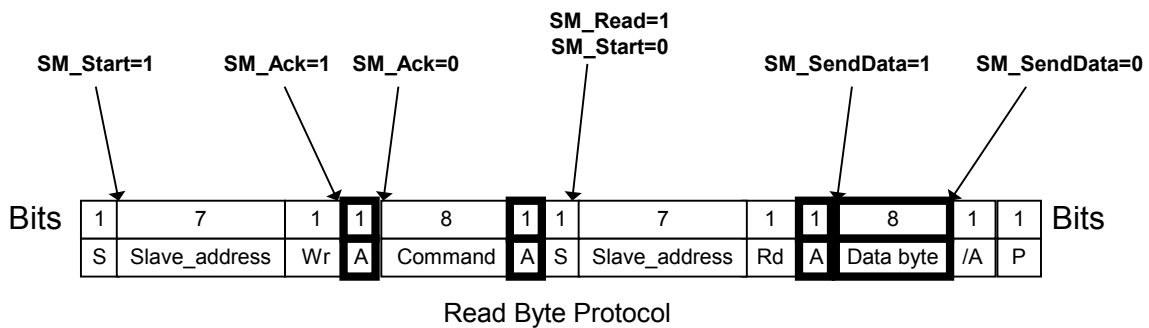 SM_Read=1
SM_Start=0
SM_Start=1 SM_Ack=1 SM_Ack=0 SM_SendData=1 SM_SendData=0
Bits 1 7 1 1 8 1 1 7 1 1 8 1 1 Bits
S Slave_address Wr A Command A S Slave_address Rd A Data byte /A P
Read Byte Protocol